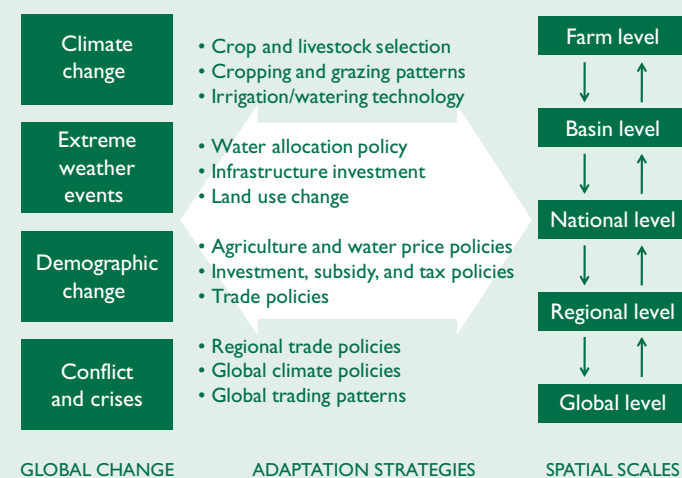 Climate
change
Extreme
weather
events
Demographic
change
Conflict
and crises
GLOBAL CHANGE
• Crop and livestock selection
• Cropping and grazing patterns
• Irrigation/watering technology
• Water allocation policy
• Infrastructure investment
• Land use change
• Agriculture and water price policies
• Investment, subsidy, and tax policies
• Trade policies
• Regional trade policies
• Global climate policies
• Global trading patterns
ADAPTATION STRATEGIES
Farm level
Basin level
National level
Regional level
Global level
SPATIAL SCALES